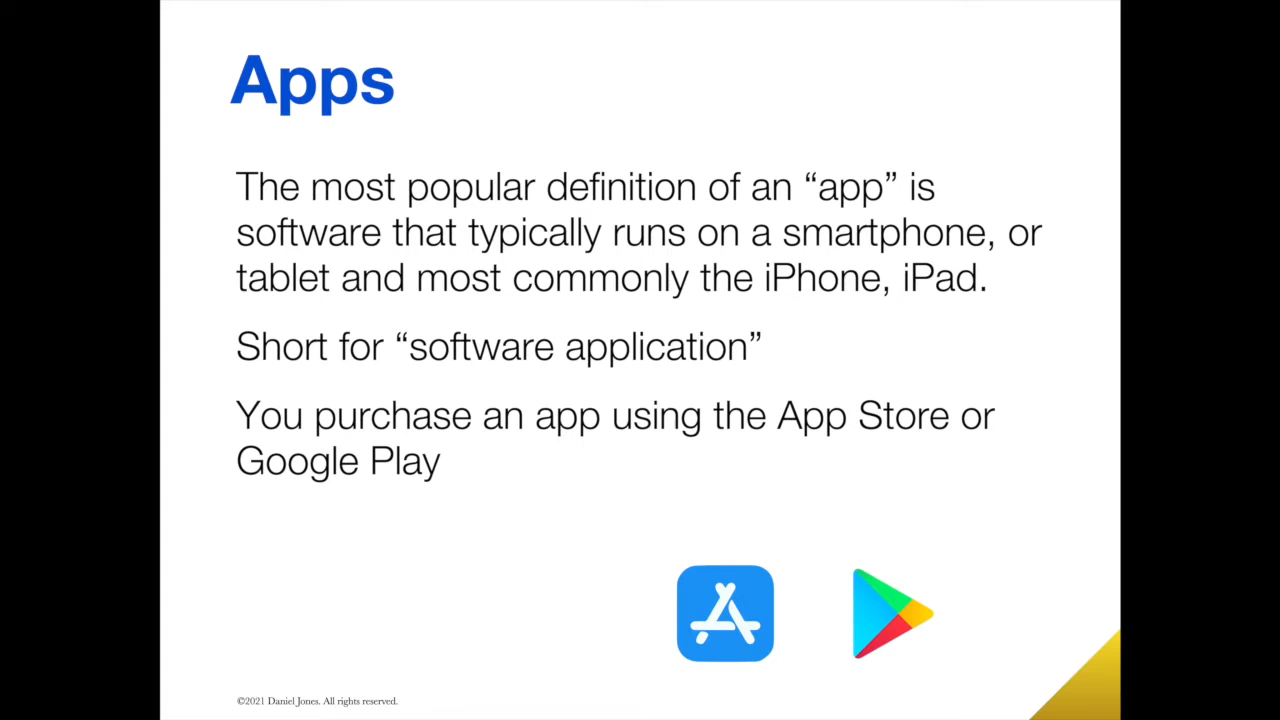 Apps
The most popular definition of an “app” is
software that typically runs on a smartphone, or
tablet and most commonly the iPhone, iPad.
Short for “software application”
You purchase an app using the App Store or
Google Play
©2021 Daniel Jones. All rights reserved.